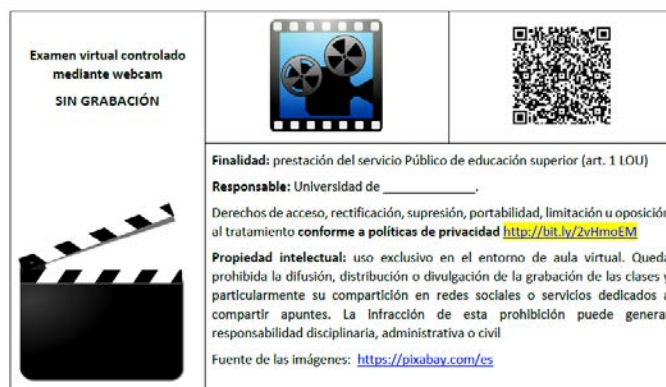 Examen virtual controlado
mediante webcam
SIN GRABACIÓN
Finalidad: prestación del servicio Público de educación superior (art. 1 LOU)
Responsable: Universidad de ____________.
Derechos de acceso, rectificación, supresión, portabilidad, limitación u oposición
al tratamiento conforme a políticas de privacidad http://bit.ly/2vHmoEM
Propiedad intelectual: uso exclusivo en el entorno de aula virtual. Queda
prohibida la difusión, distribución o divulgación de la grabación de las clases y
particularmente su compartición en redes sociales o servicios dedicados a
compartir apuntes. La infracción de esta prohibición puede generar
responsabilidad disciplinaria, administrativa o civil
Fuente de las imágenes: https://pixabay.com/es